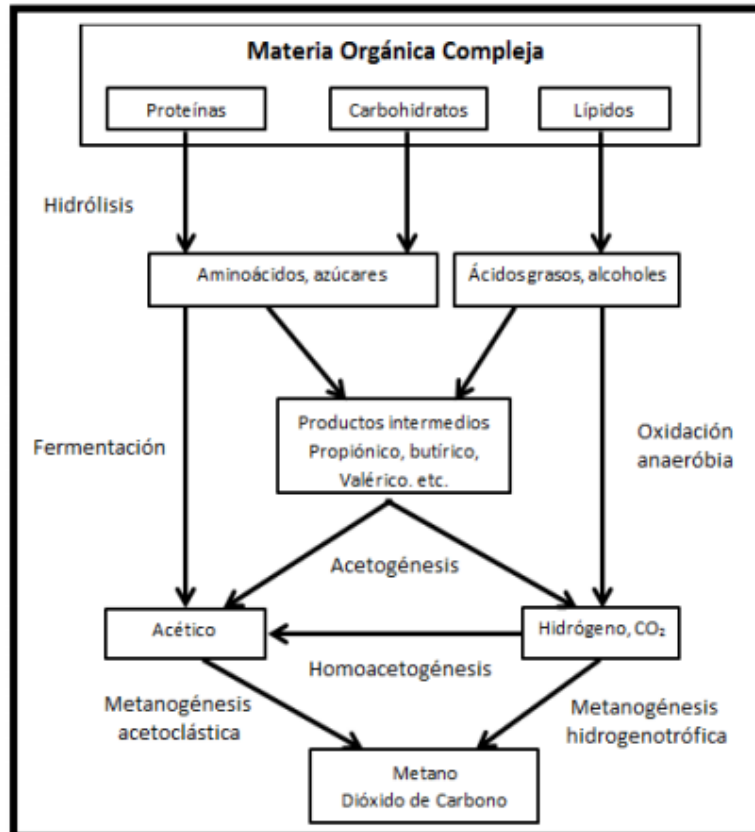 Materia Orgánica Compleja
Proteínas
Carbohidratos
Lípidos
Hidrólisis
Aminoácidos, azúcares
Ácidos grasos, alcoholes
Productos intermedios
Propiónico, butírico,
Valérico. etc.
Fermentación
Oxidación
anaeróbia
Acetogénesis
Acético
Hidrógeno, CO₂
Homoacetogénesis
Metanogénesis
acetoclástica
Metanogénesis
hidrogenotrófica
Metano
Dióxido de Carbono